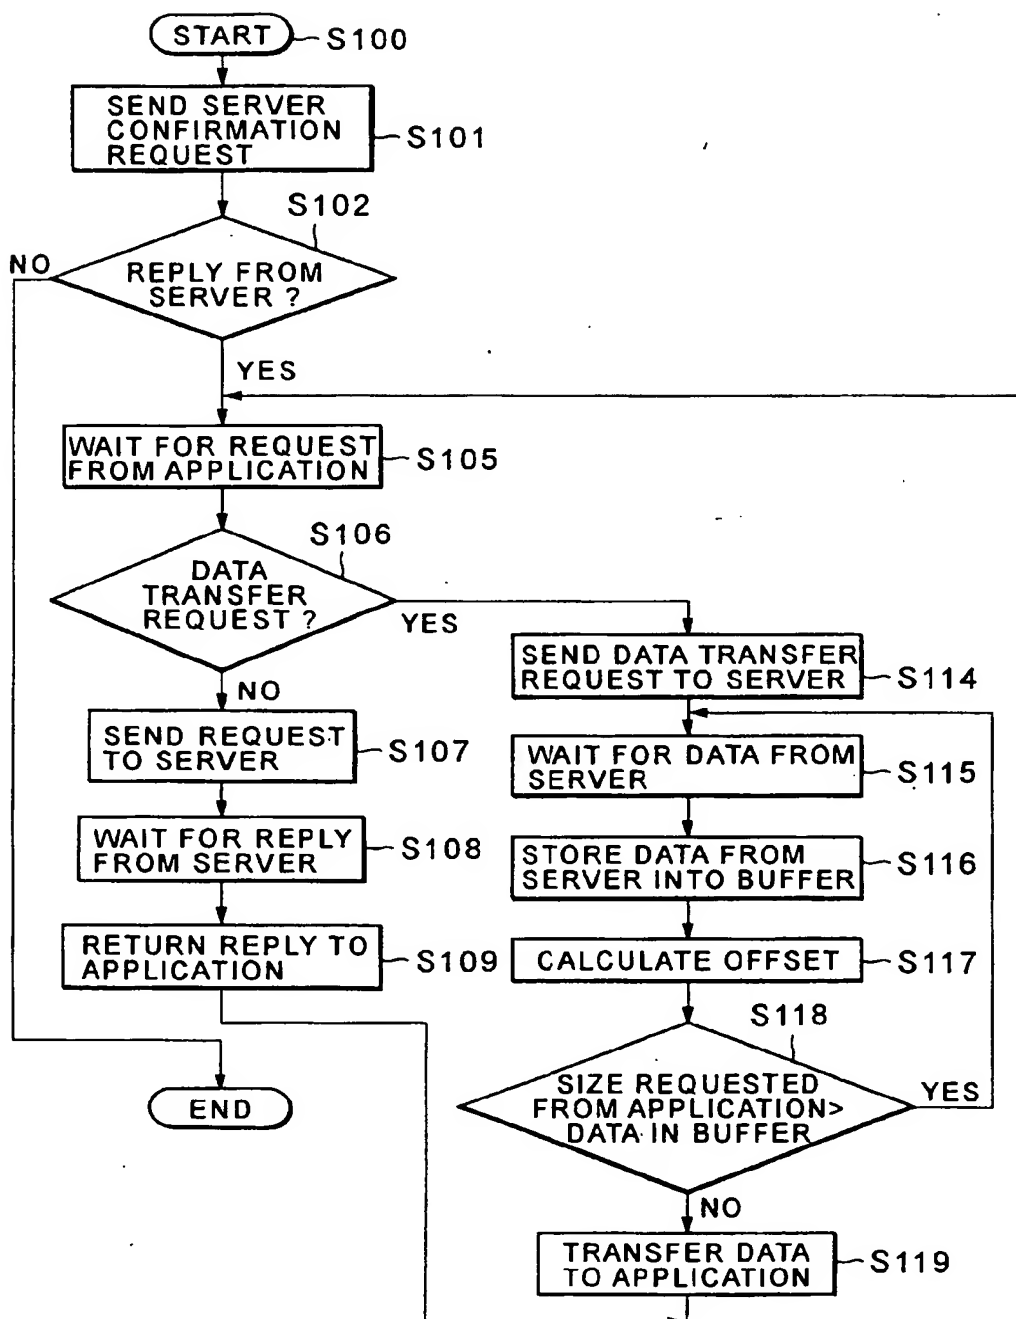 START
S100
SEND SERVER
CONFIRMATION
REQUEST
S101
S102
NO
REPLY FROM
SERVER ?
YES
WAIT FOR REQUEST
FROM APPLICATION
S105
S106
DATA
TRANSFER
REQUEST ?
YES
NO
SEND DATA TRANSFER
REQUEST TO SERVER
S114
SEND REQUEST
TO SERVER
S107
WAIT FOR DATA FROM
SERVER
S115
WAIT FOR REPLY
FROM SERVER
S108
STORE DATA FROM
SERVER INTO BUFFER
S116
RETURN REPLY TO
APPLICATION
S109
CALCULATE OFFSET
S117
S118
SIZE REQUESTED
FROM APPLICATION>
DATA IN BUFFER
YES
END
NO
TRANSFER DATA
TO APPLICATION
S119